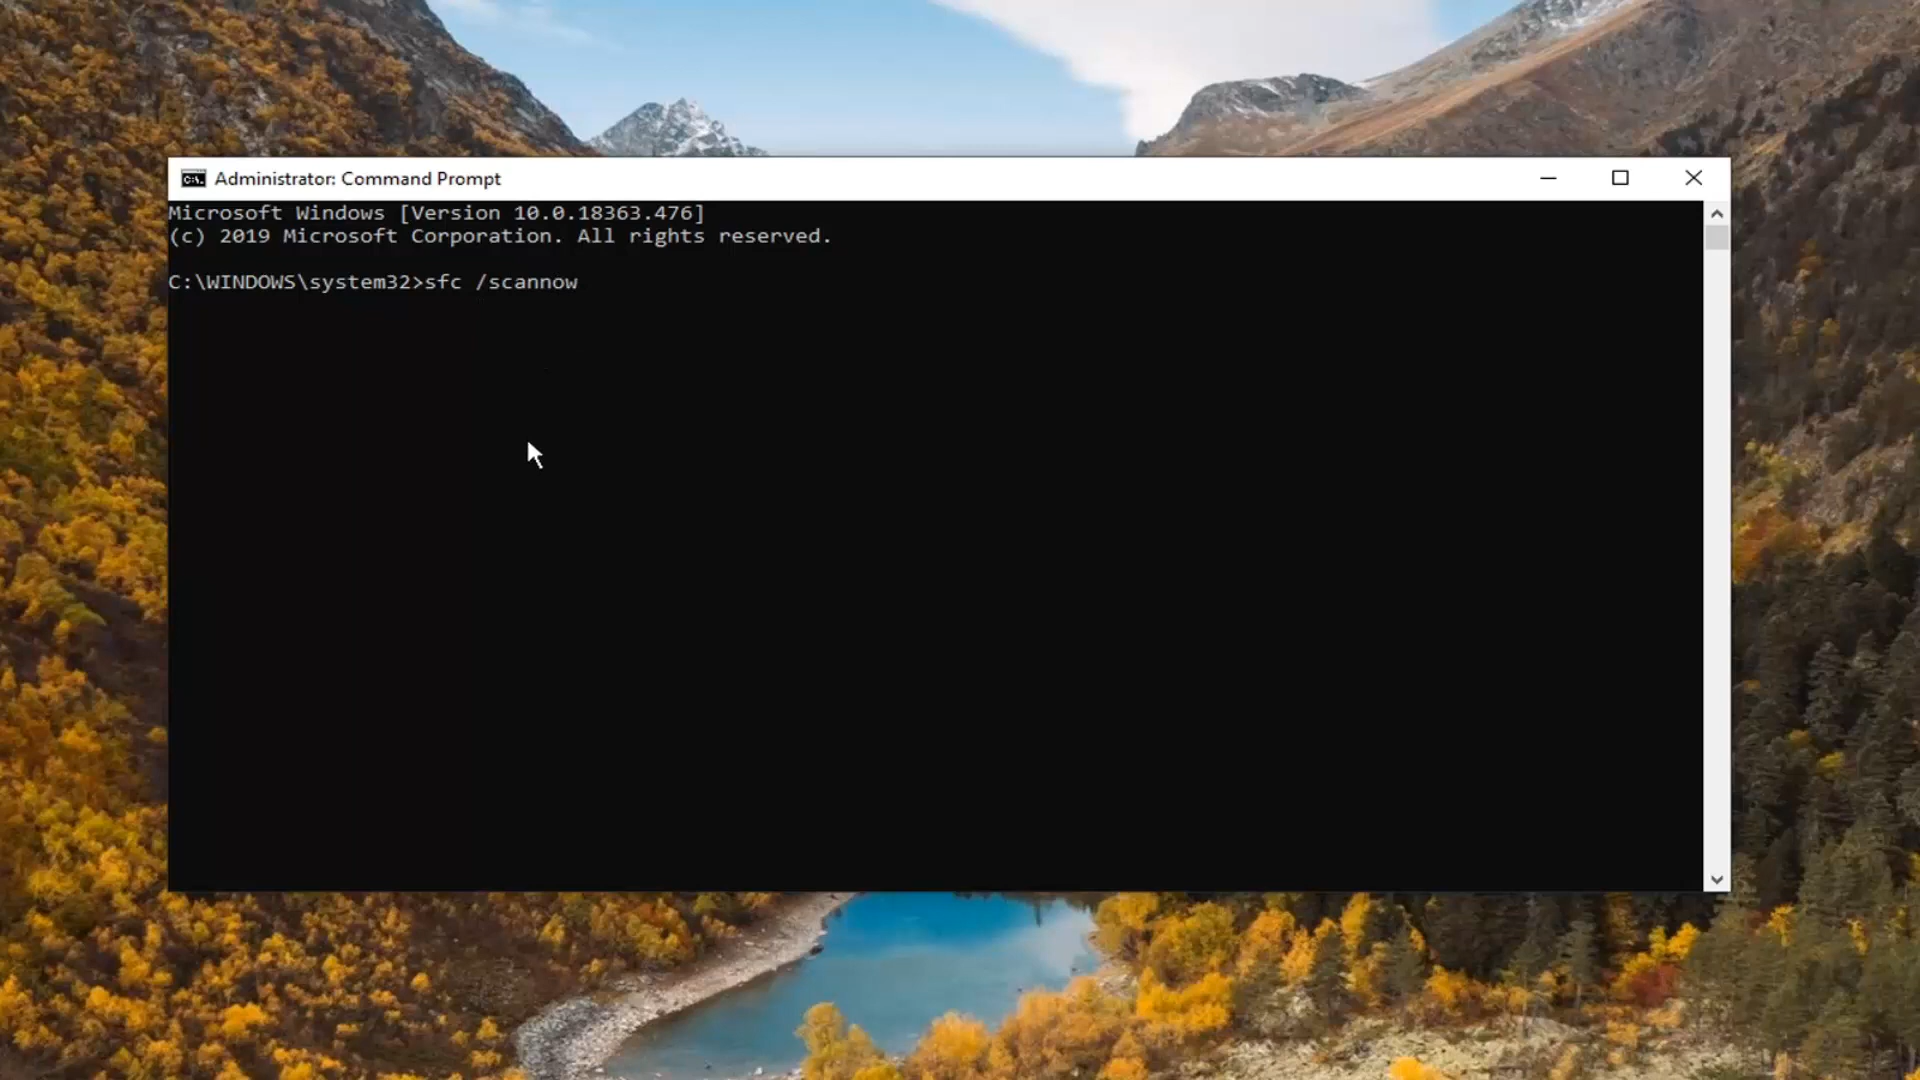 Administrator: Command Prompt
Microsoft Windows [Version 10.0.18363.476]
(c) 2019 Microsoft Corporation. All rights reserved.
C:\WINDOWS\system32>sfc /scannow